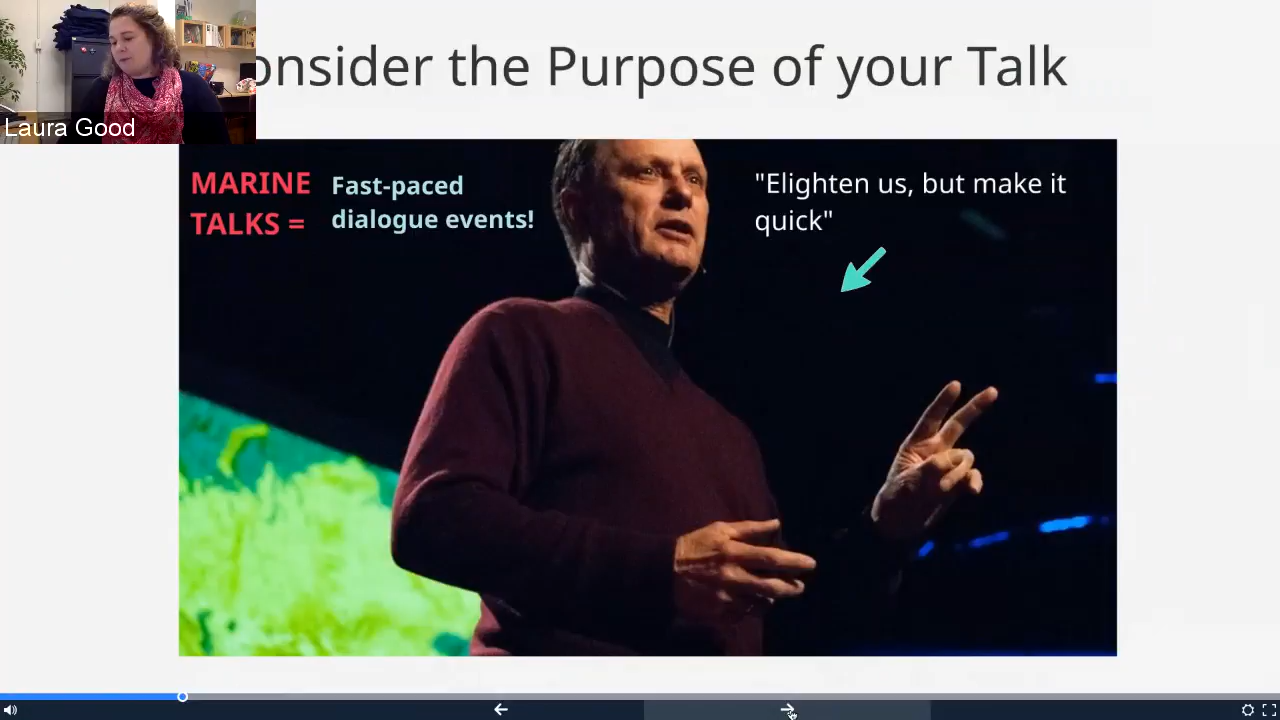 onsider the Purpose of your Talk
Laura Good
MARINE
TALKS =
Fast-paced
dialogue events!
"Elighten us, but make it
quick"